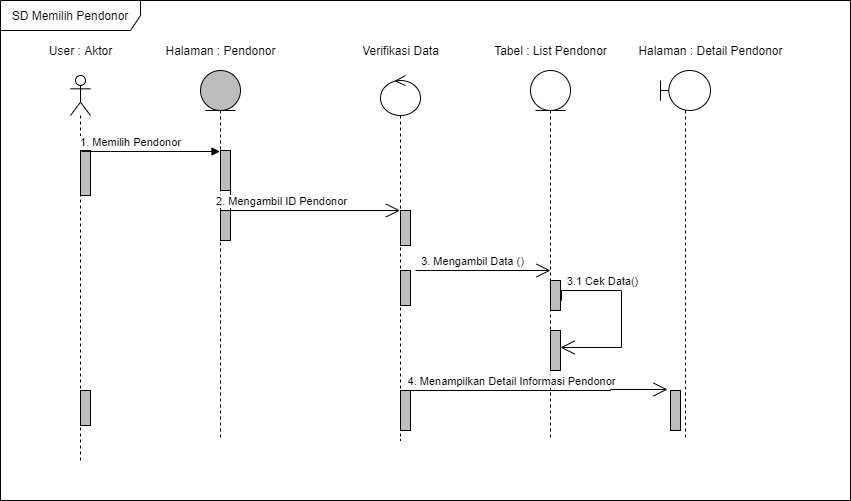 SD Memilih Pendonor
User : Aktor
Halaman : Pendonor
Verifikasi Data
Tabel : List Pendonor
Halaman : Detail Pendonor
1. Memilih Pendonor
2. Mengambil ID Pendonor
3. Mengambil Data ()
3.1 Cek Data()
4. Menampilkan Detail Informasi Pendonor